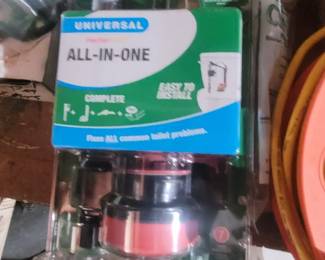 UNIVERSAL
ALL-IN-ONE
EASY TO
INSTALL
COMPLETE
Fixes ALL common toilet problems.